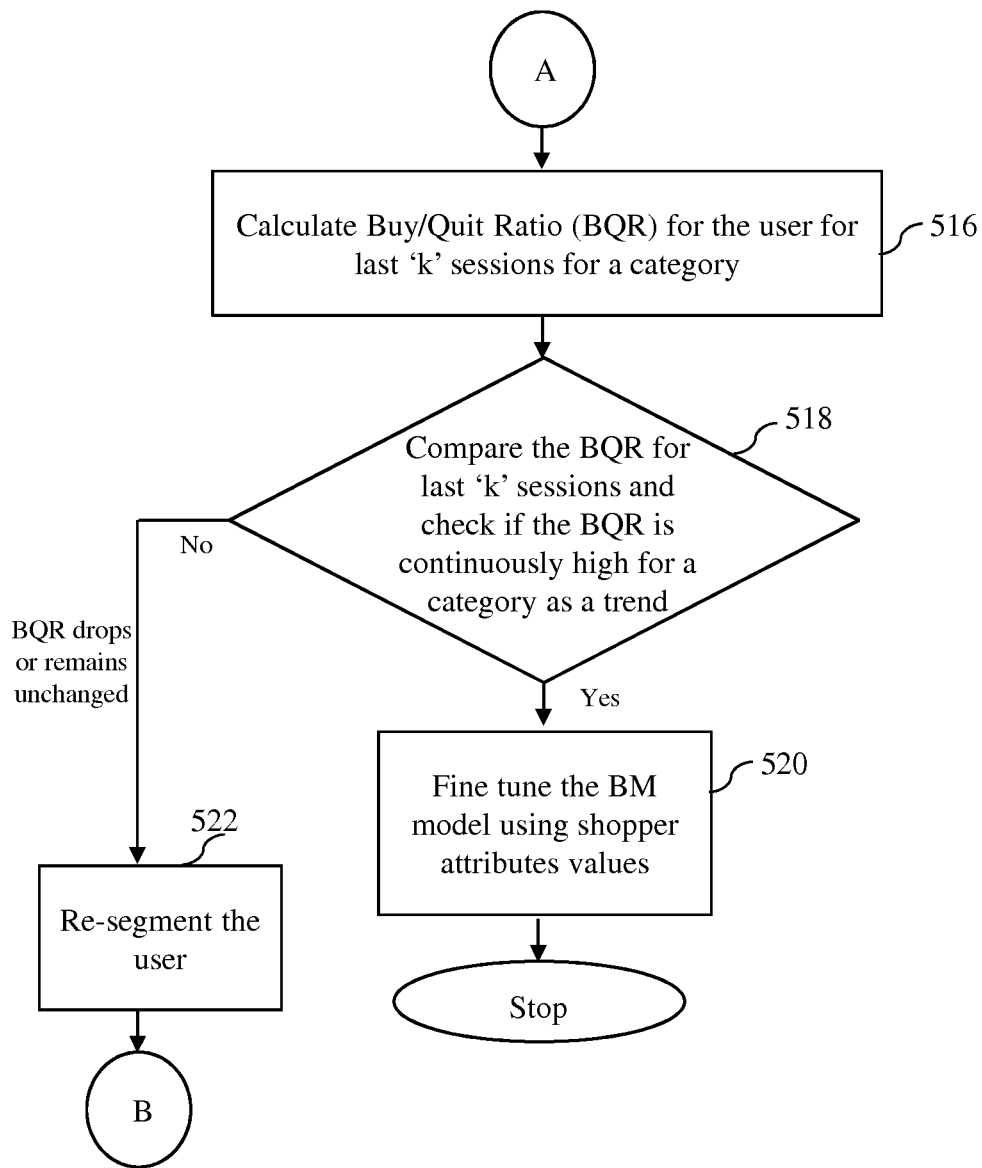 A
Calculate Buy/Quit Ratio (BQR) for the user for
last ‘k’ sessions for a category
516
518
Compare the BQR for
last ‘k’ sessions and
check if the BQR is
continuously high for a
category as a trend
No
BQR drops
or remains
unchanged
Yes
520
Fine tune the BM
model using shopper
attributes values
522
Re-segment the
user
Stop
B